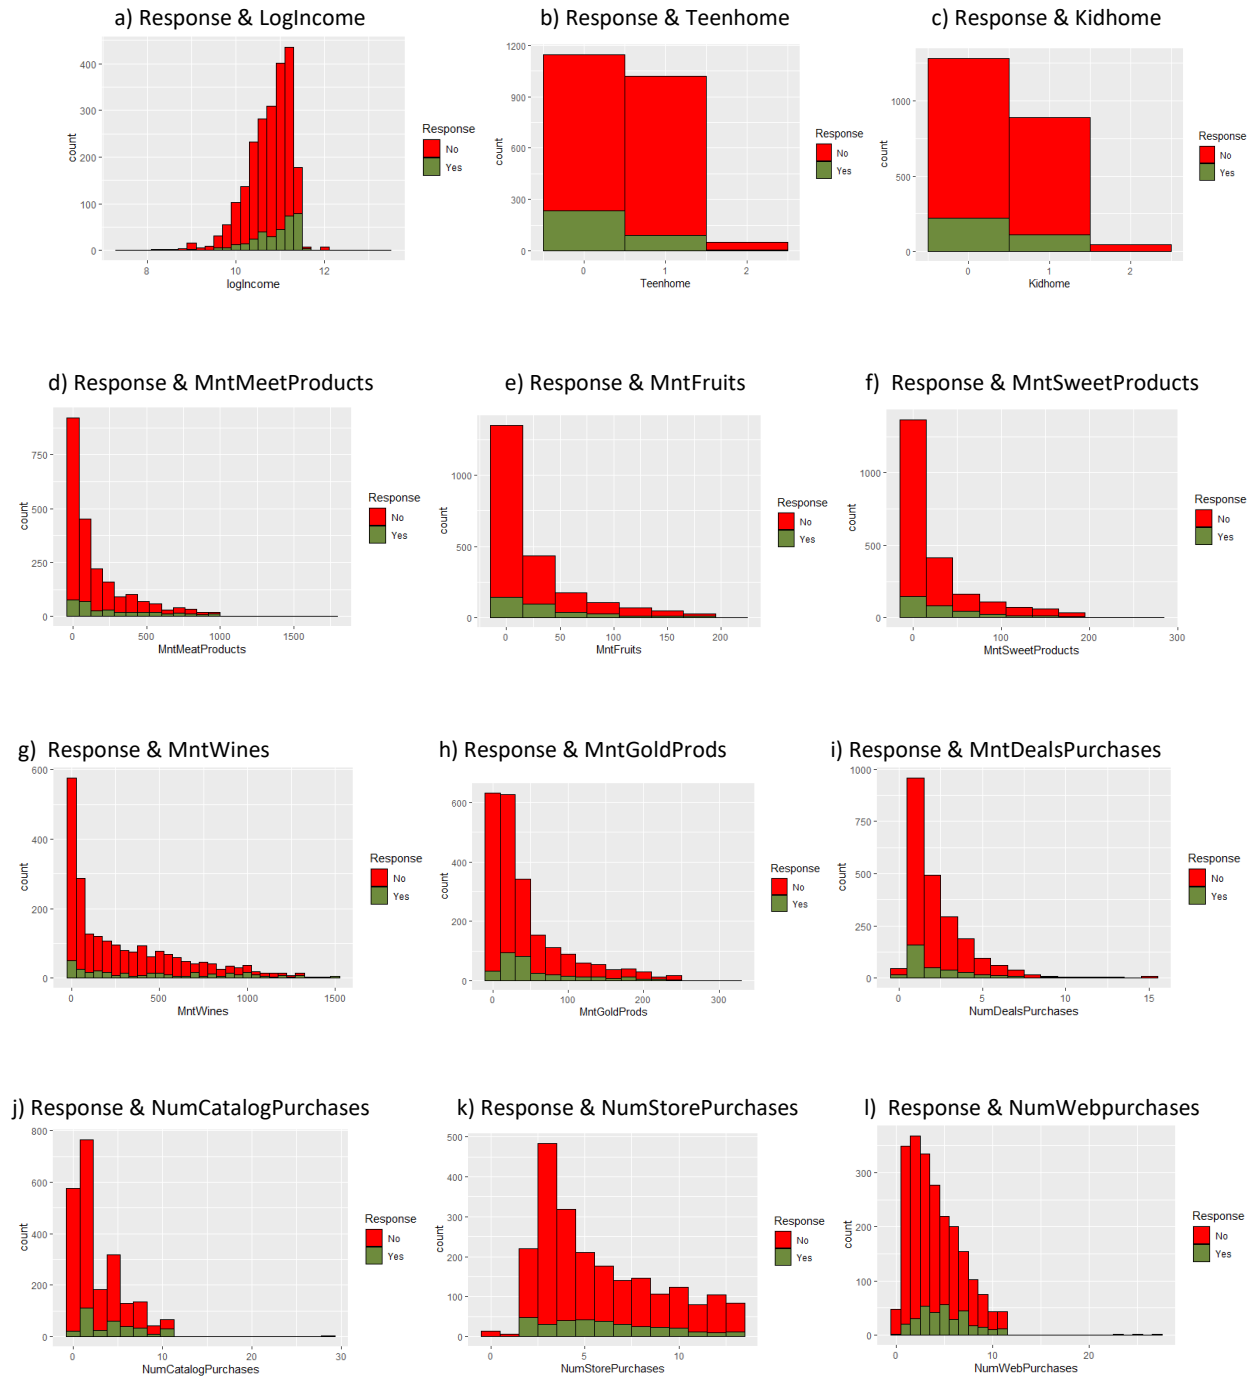 a) Response & LogIncome
b) Response & Teenhome
c) Response & Kidhome
400
300
200
100
0
count
8
10
12
logIncome
Response
No
Yes
1200
900
600
300
0
count
0
1
2
Teenhome
Response
No
Yes
1000
500
0
count
0
1
2
Kidhome
Response
No
Yes
d) Response & MntMeetProducts
e) Response & MntFruits
f) Response & MntSweetProducts
750
500
250
0
count
0
500
1000
1500
MntMeatProducts
Response
No
Yes
1000
500
0
count
0
50
100
150
200
MntFruits
Response
No
Yes
1000
500
0
count
0
100
200
300
MntSweetProducts
Response
No
Yes
g) Response & MntWines
h) Response & MntGoldProds
i) Response & MntDealsPurchases
600
400
200
0
count
0
500
1000
1500
MntWines
Response
No
Yes
600
400
200
0
count
0
100
200
300
MntGoldProds
Response
No
Yes
1000
750
500
250
0
count
0
5
10
15
NumDealsPurchases
Response
No
Yes
j) Response & NumCatalogPurchases
k) Response & NumStorePurchases
l) Response & NumWebpurchases
800
600
400
200
0
count
0
10
20
30
NumCatalogPurchases
Response
No
Yes
500
400
300
200
100
0
count
0
5
10
NumStorePurchases
Response
No
Yes
300
200
100
0
count
0
10
20
NumWebPurchases
Response
No
Yes